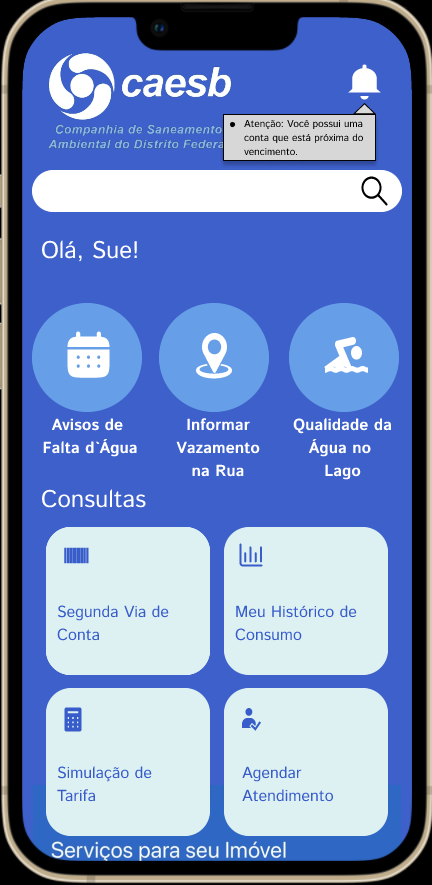 caesb
Companhia de Saneamento
Ambiental do Distrito Federa
• Atenção: Você possui uma
conta que está próxima do
vencimento.
Olá, Sue!
Avisos de
Falta d`Água
Informar
Vazamento
na Rua
Qualidade da
Água no
Lago
Consultas
Segunda Via de
Conta
Meu Histórico de
Consumo
Simulação de
Tarifa
Agendar
Atendimento
Serviços para seu Imóvel